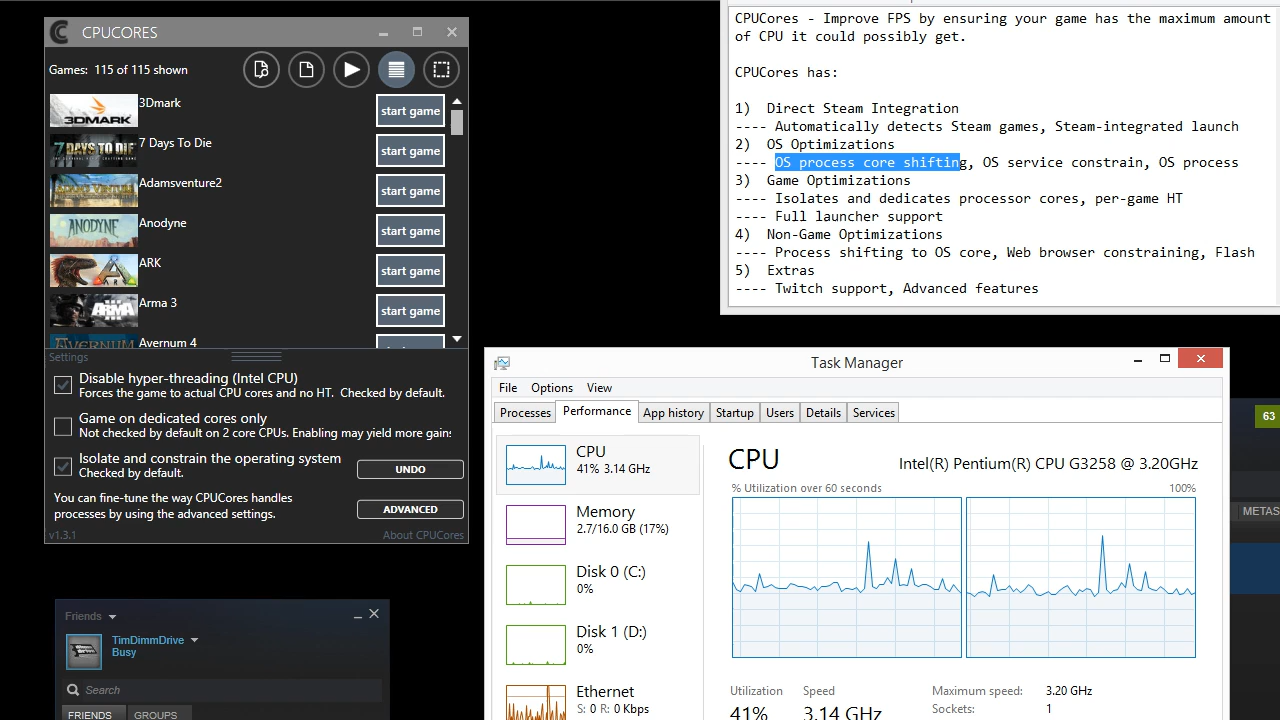 CPUCORES
Games: 115 of 115 shown
3DMARK
3Dmark
start game
7 DAYS TO DIE
7 Days To Die
start game
Adamsventure2
start game
ANODYNE
Anodyne
start game
ARK
ARK
start game
ARMA
Arma 3
start game
AVERNUM
Avernum 4
Settings
Disable hyper-threading (Intel CPU)
Forces the game to actual CPU cores and no HT. Checked by default.
Game on dedicated cores only
Not checked by default on 2 core CPUs. Enabling may yield more gains
Isolate and constrain the operating system
Checked by default.
UNDO
You can fine-tune the way CPUCores handles
processes by using the advanced settings.
ADVANCED
v1.3.1
About CPUCores
CPUCores - Improve FPS by ensuring your game has the maximum amount
of CPU it could possibly get.
CPUCores has:
1) Direct Steam Integration
---- Automatically detects Steam games, Steam-integrated launch
2) OS Optimizations
---- OS process core shifting, OS service constrain, OS process
3) Game Optimizations
---- Isolates and dedicates processor cores, per-game HT
---- Full launcher support
4) Non-Game Optimizations
---- Process shifting to OS core, Web browser constraining, Flash
5) Extras
---- Twitch support, Advanced features
Task Manager
File Options View
Processes Performance App history Startup Users Details Services
CPU
41% 3.14 GHz
Memory
2.7/16.0 GB (17%)
Disk 0 (C:)
0%
Disk 1 (D:)
0%
Ethernet
S: 0 R: 0 Kbps
CPU
Intel(R) Pentium(R) CPU G3258 @ 3.20GHz
% Utilization over 60 seconds
100%
Utilization Speed
41% 3.14 GHz
Maximum speed: 3.20 GHz
Sockets: 1
63
METAS
Friends
TimDimmDrive
Busy
Search
FRIENDS GROUPS